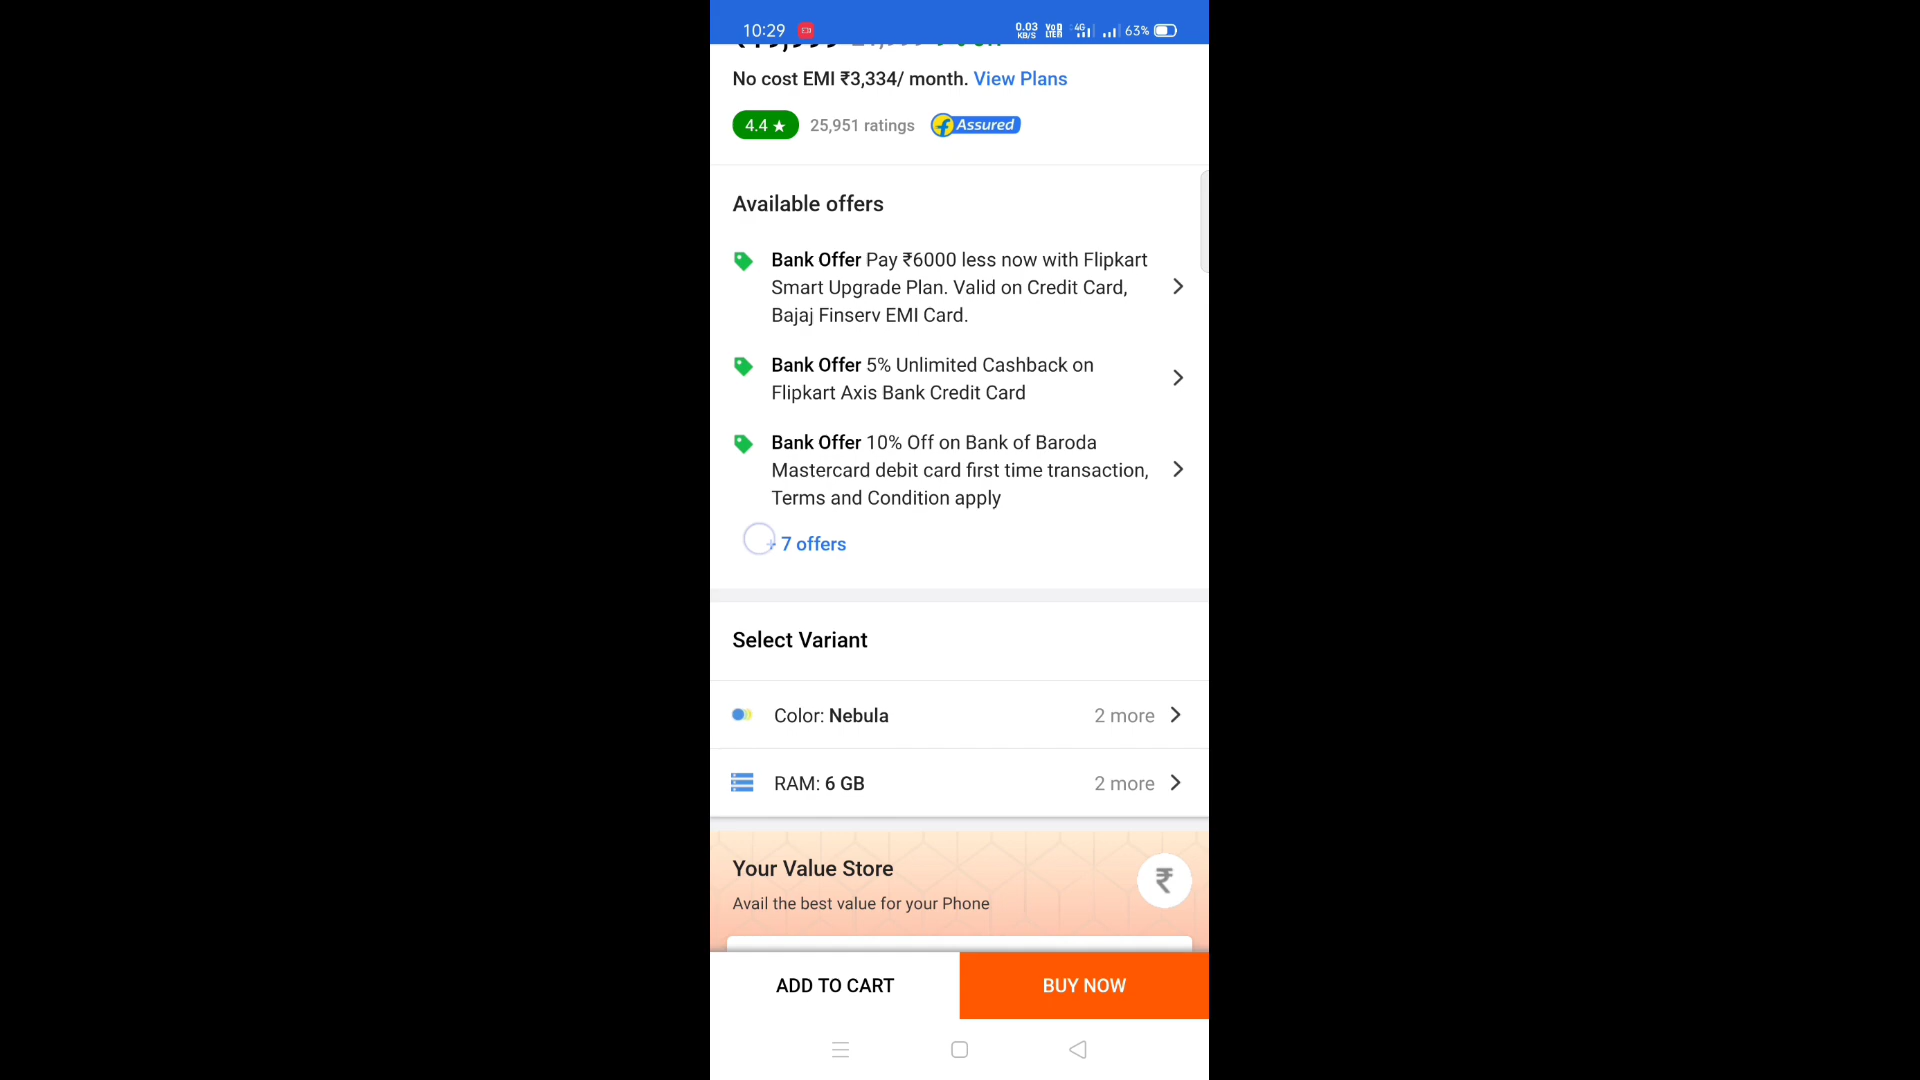 10:29
0.03 KB/S
4G
63%
No cost EMI ₹3,334/ month. View Plans
4.4 ★ 25,951 ratings Assured
Available offers
Bank Offer Pay ₹6000 less now with Flipkart
Smart Upgrade Plan. Valid on Credit Card,
Bajaj Finserv EMI Card.
Bank Offer 5% Unlimited Cashback on
Flipkart Axis Bank Credit Card
Bank Offer 10% Off on Bank of Baroda
Mastercard debit card first time transaction,
Terms and Condition apply
+ 7 offers
Select Variant
Color: Nebula 2 more
RAM: 6 GB 2 more
Your Value Store
₹
Avail the best value for your Phone
ADD TO CART BUY NOW